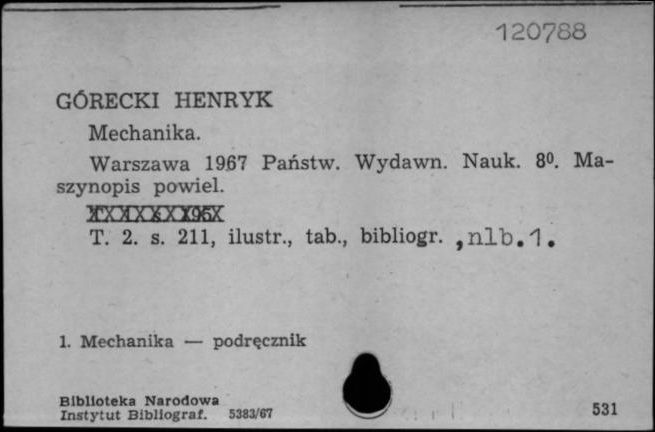 120788
GÓRECKI HENRYK
Mechanika.
Warszawa 1967 Państw. Wydawn. Nauk. 8⁰. Ma-
szynopis powiel.
T. 2. s. 211, ilustr., tab., bibliogr. ,nlb.1.
1. Mechanika — podręcznik
Biblioteka Narodowa
Instytut Bibliograf. 5383/67
531